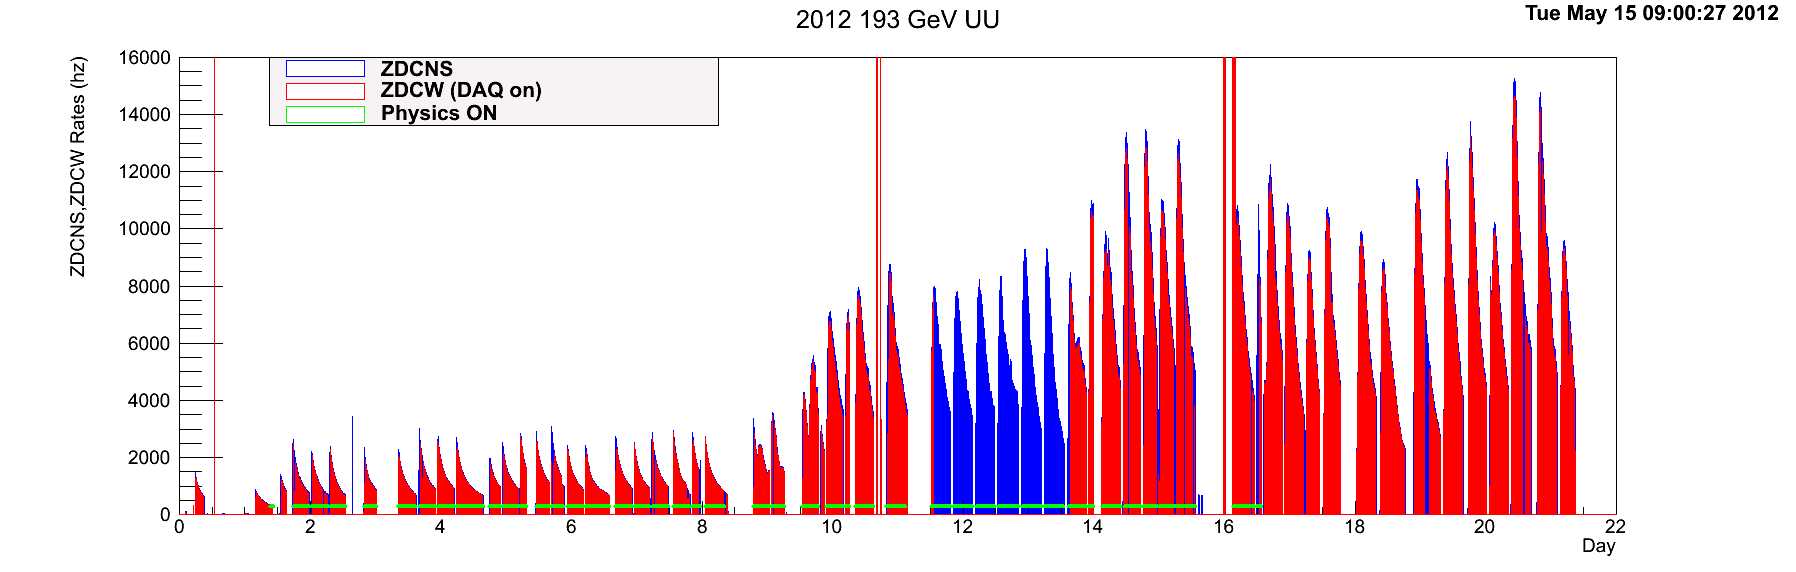 2012 193 GeV UU
Tue May 15 09:00:27 2012
ZDCNS,ZDCW Rates (hz)
16000
14000
12000
10000
8000
6000
4000
2000
0
ZDCNS
ZDCW (DAQ on)
Physics ON
0 2 4 6 8 10 12 14 16 18 20 22
Day